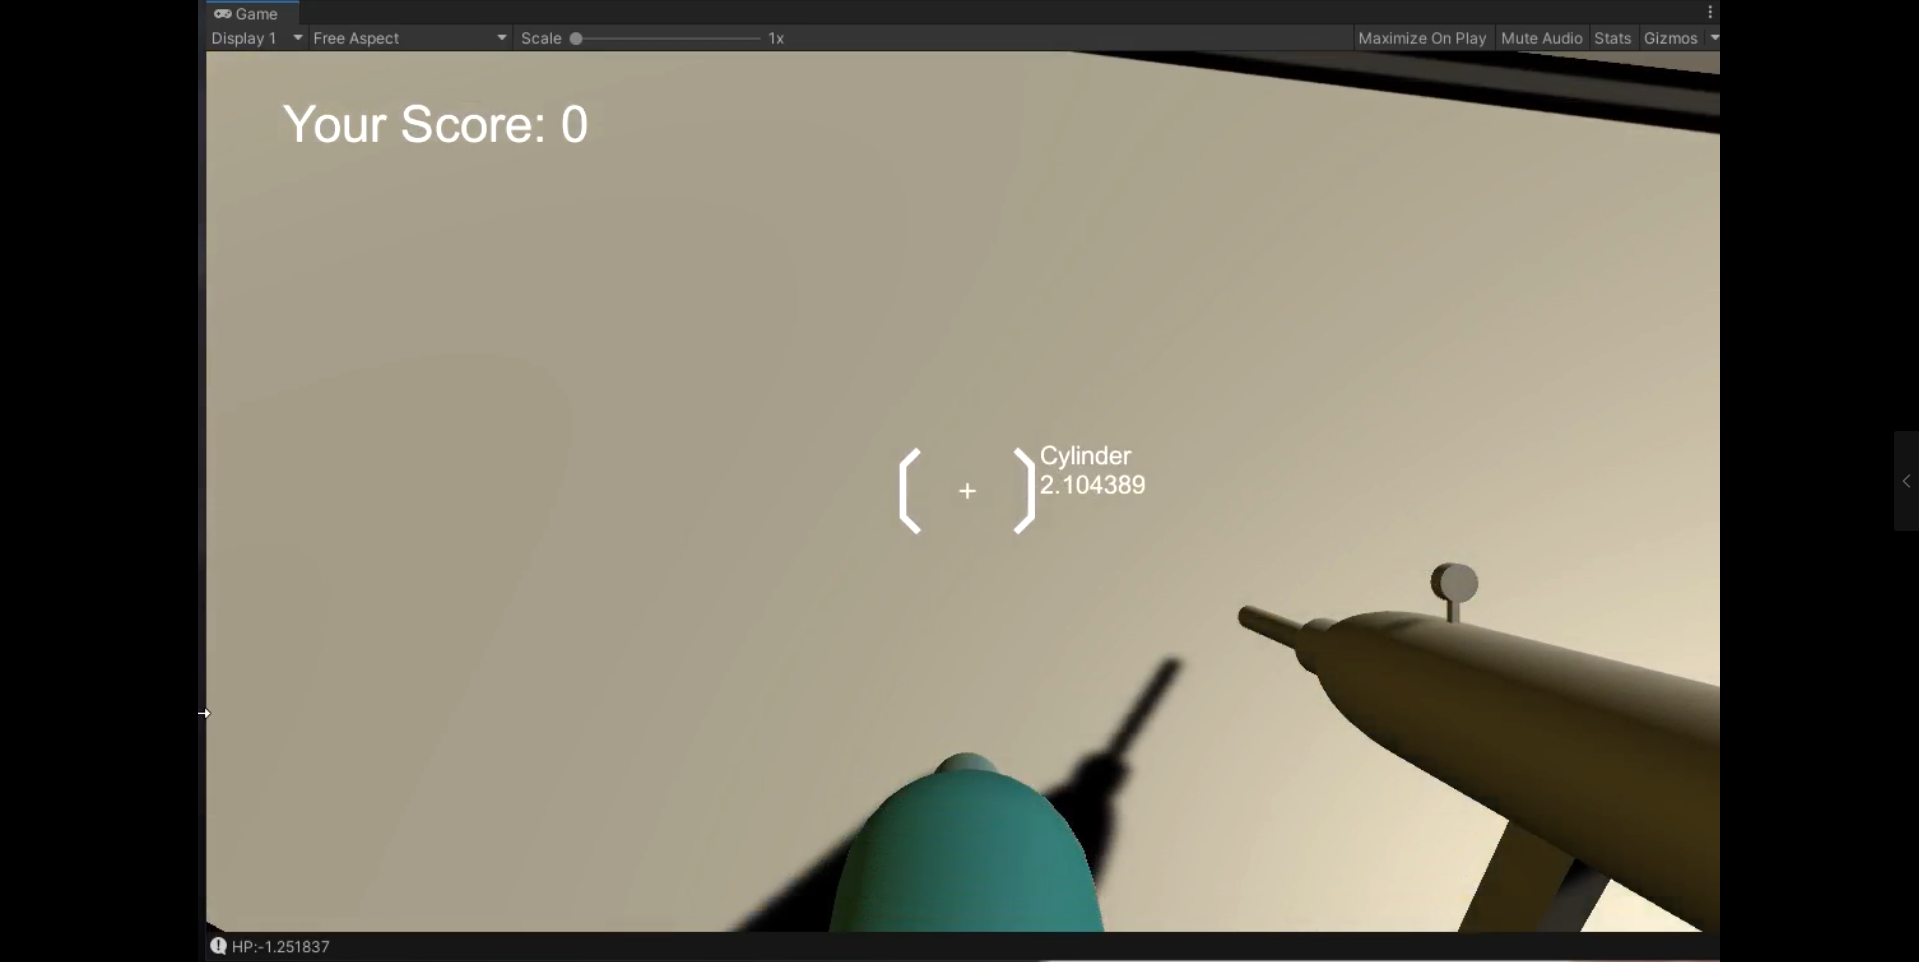 Game
Display 1 Free Aspect Scale 1x Maximize On Play Mute Audio Stats Gizmos
Your Score: 0
Cylinder
2.104389
HP:-1.251837